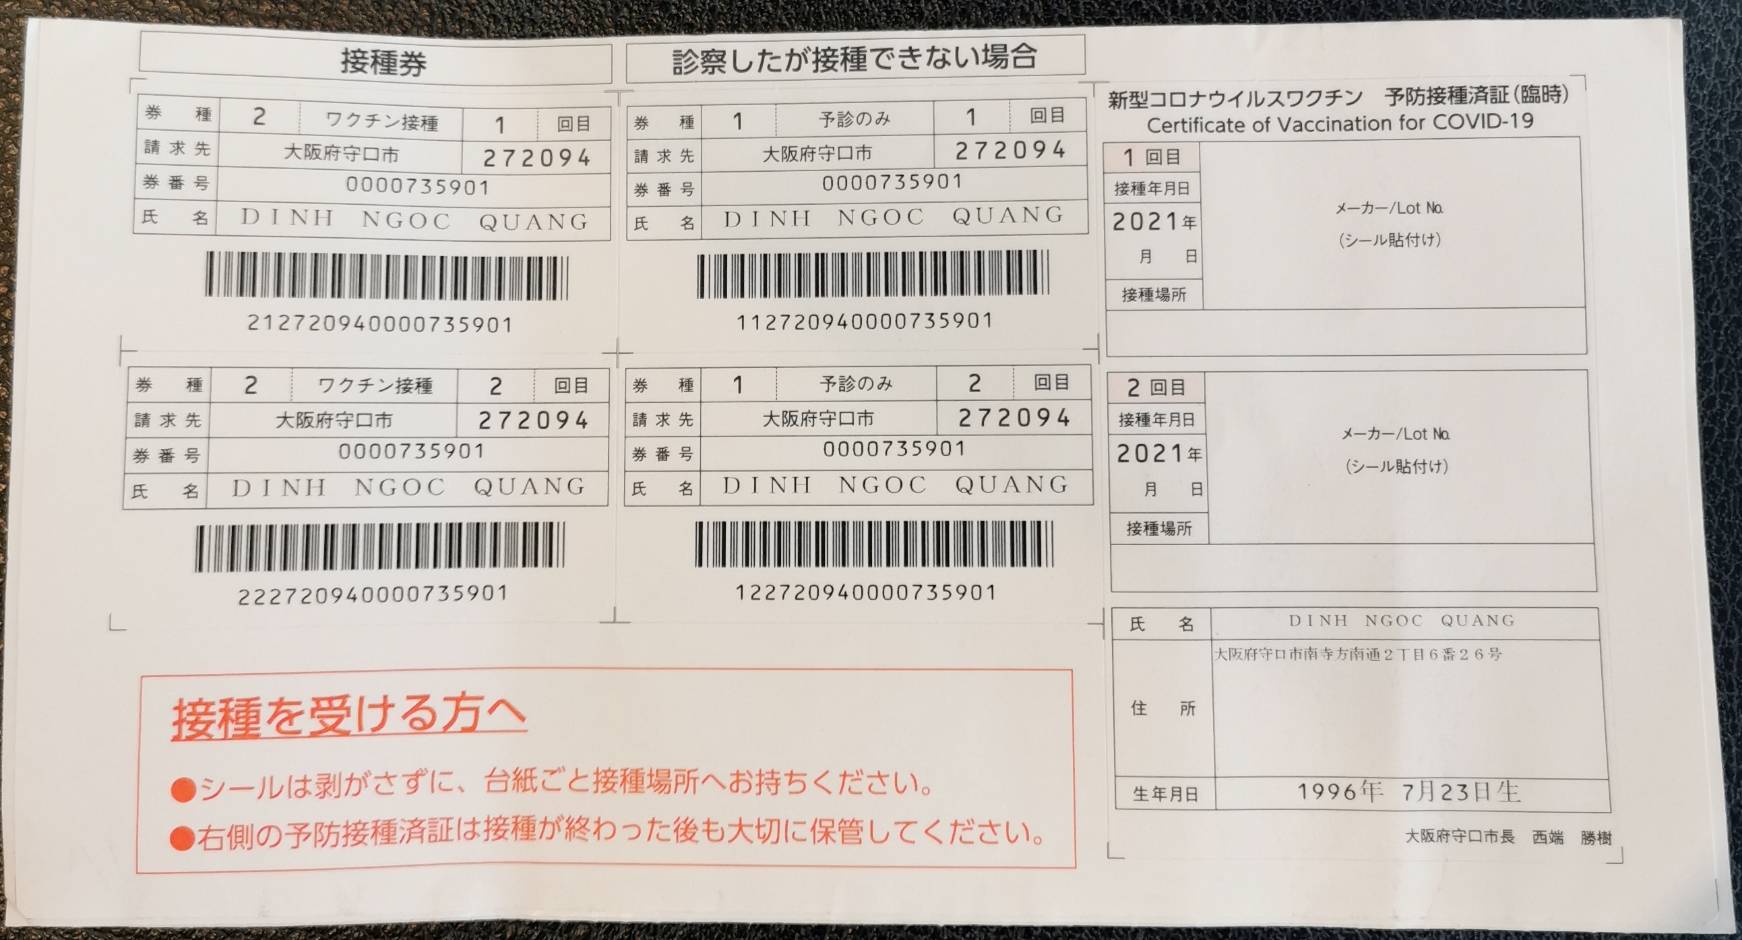 接種券
券種 2 ワクチン接種 1 回目
請求先 大阪府守口市 272094
券番号 0000735901
氏名 DINH NGOC QUANG
212720940000735901
券種 2 ワクチン接種 2 回目
請求先 大阪府守口市 272094
券番号 0000735901
氏名 DINH NGOC QUANG
222720940000735901
診察したが接種できない場合
券種 1 予診のみ 1 回目
請求先 大阪府守口市 272094
券番号 0000735901
氏名 DINH NGOC QUANG
112720940000735901
券種 1 予診のみ 2 回目
請求先 大阪府守口市 272094
券番号 0000735901
氏名 DINH NGOC QUANG
122720940000735901
接種を受ける方へ
●シールは剥がさずに、台紙ごと接種場所へお持ちください。
●右側の予防接種済証は接種が終わった後も大切に保管してください。
新型コロナウイルスワクチン 予防接種済証(臨時)
Certificate of Vaccination for COVID-19
1 回目
接種年月日
2021年
月 日
接種場所
メーカー/Lot No.
(シール貼付け)
2 回目
接種年月日
2021年
月 日
接種場所
メーカー/Lot No.
(シール貼付け)
氏名 DINH NGOC QUANG
住所 大阪府守口市南寺方南通2丁目6番26号
生年月日 1996年 7月23日生
大阪府守口市長 西端 勝樹